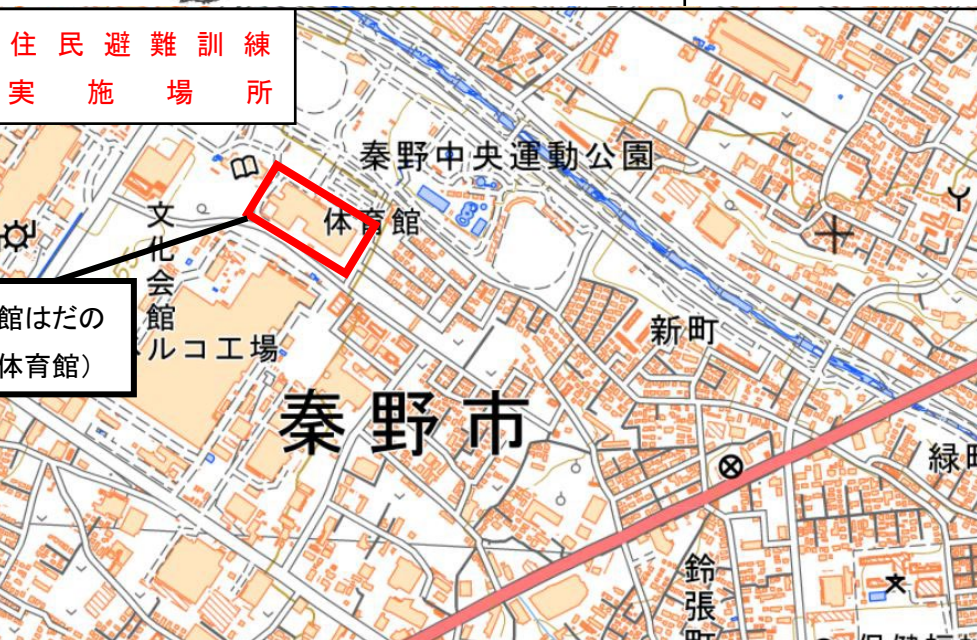 住民避難訓練
実施場所
秦野中央運動公園
体育館
文化会館
館はだの
体育館）
ルコ工場
新町
秦野市
緑町
鈴張町